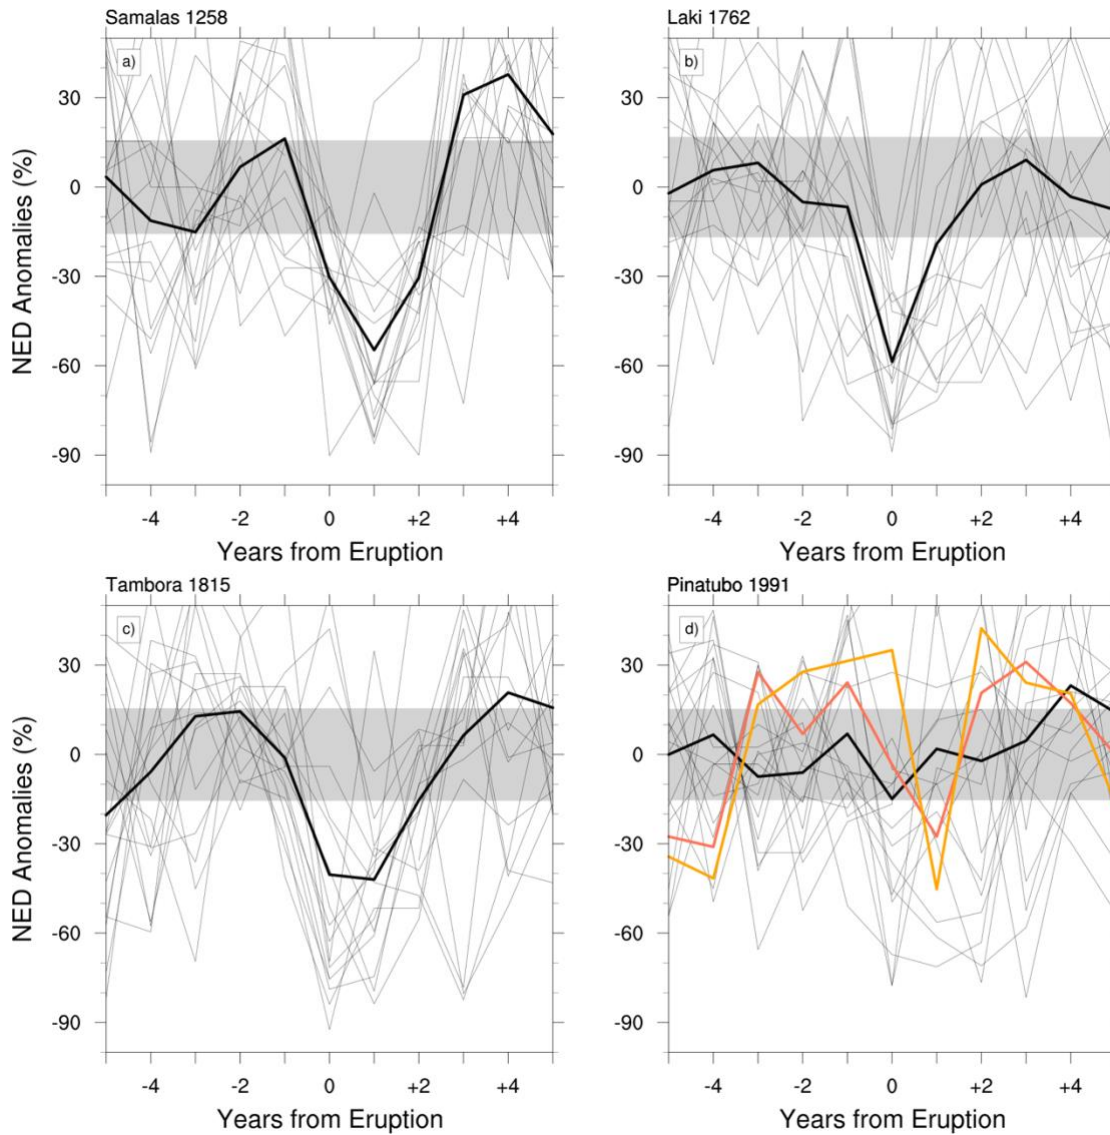 Samalas 1258
a)
NED Anomalies (%)
30
0
-30
-60
-90
-4
-2
0
+2
+4
Years from Eruption
Laki 1762
b)
30
0
-30
-60
-90
-4
-2
0
+2
+4
Years from Eruption
Tambora 1815
c)
NED Anomalies (%)
30
0
-30
-60
-90
-4
-2
0
+2
+4
Years from Eruption
Pinatubo 1991
d)
30
0
-30
-60
-90
-4
-2
0
+2
+4
Years from Eruption